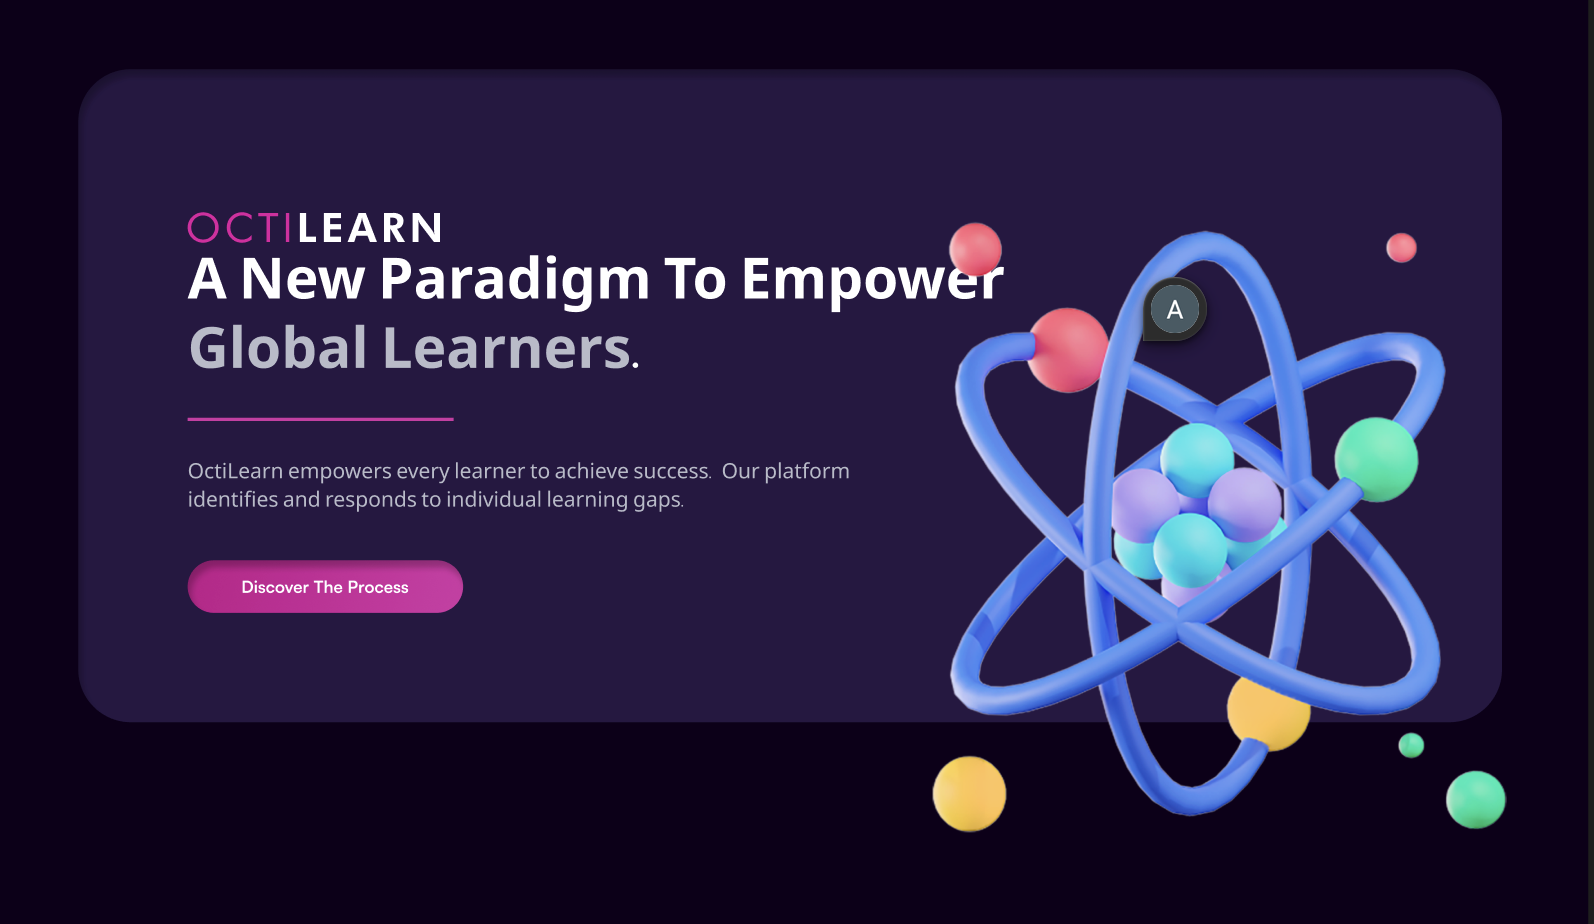 OCTILEARN
A New Paradigm To Empower
Global Learners.
A
OctiLearn empowers every learner to achieve success. Our platform
identifies and responds to individual learning gaps.
Discover The Process